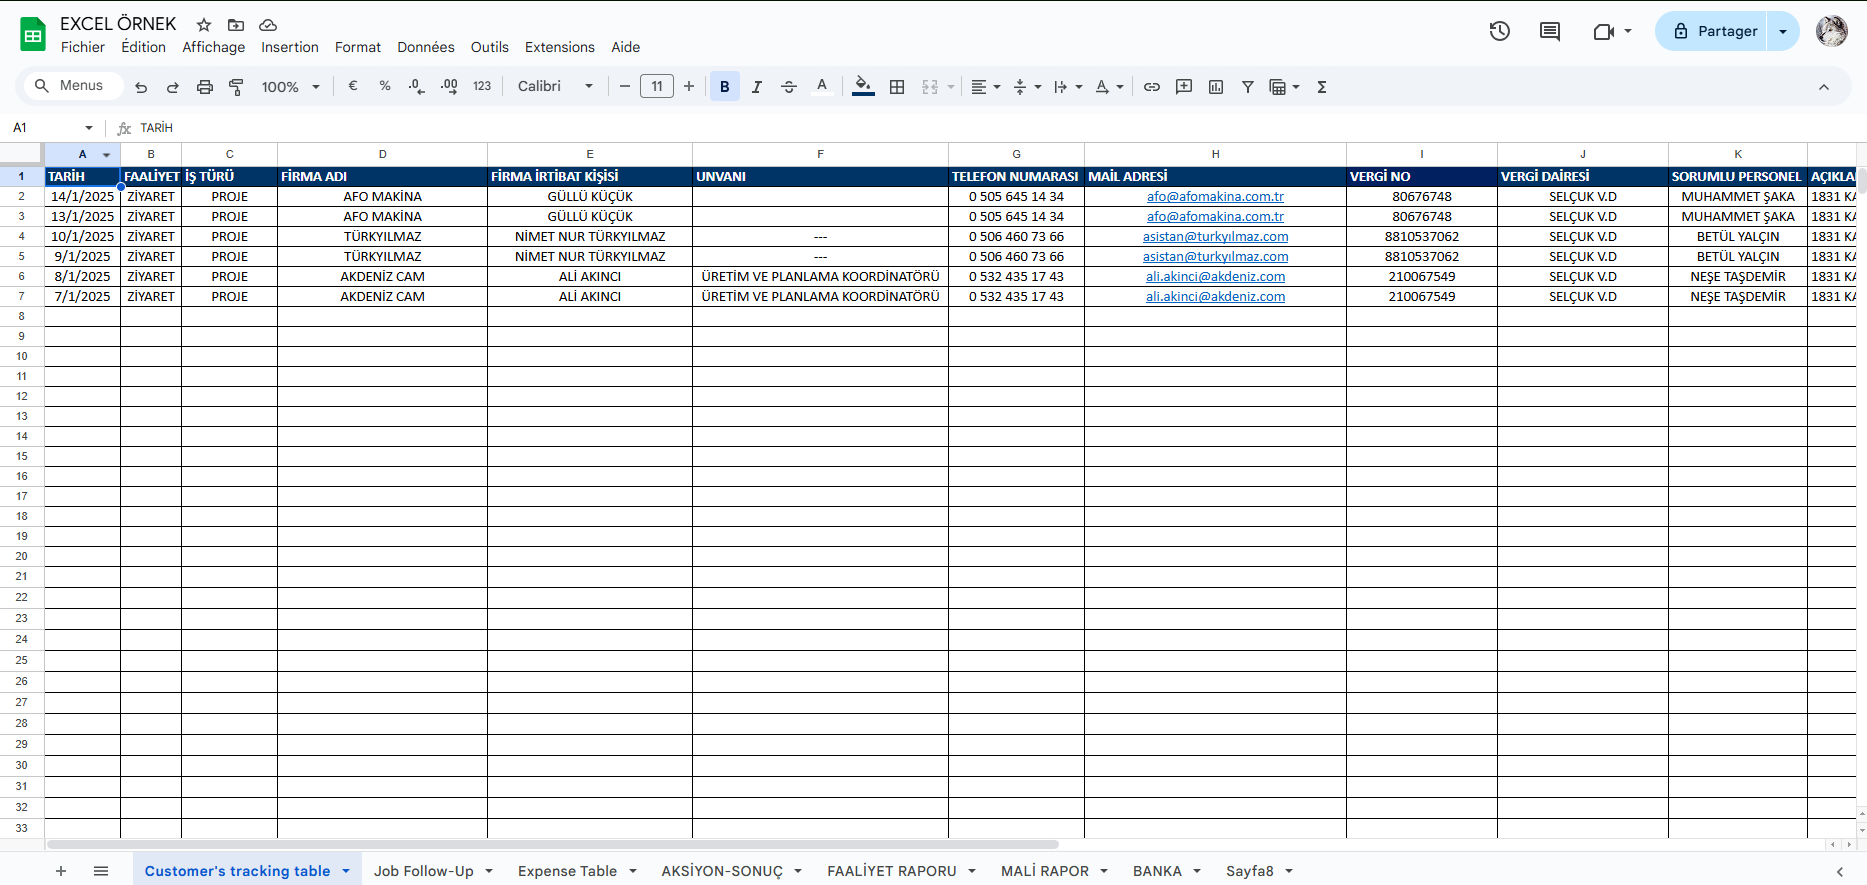 EXCEL ÖRNEK
Fichier Édition Affichage Insertion Format Données Outils Extensions Aide
Partager
Menus 100% € % .0 .00 123 Calibri 11 B I A A Σ
A1 fx TARİH
A B C D E F G H I J K
1 TARİH FAALİYET İŞ TÜRÜ FİRMA ADI FİRMA İRTİBAT KİŞİSİ UNVANI TELEFON NUMARASI MAİL ADRESİ VERGİ NO VERGİ DAİRESİ SORUMLU PERSONEL AÇIKLA
2 14/1/2025 ZİYARET PROJE AFO MAKİNA GÜLLÜ KÜÇÜK 0 505 645 14 34 afo@afomakina.com.tr 80676748 SELÇUK V.D MUHAMMET ŞAKA 1831 KA
3 13/1/2025 ZİYARET PROJE AFO MAKİNA GÜLLÜ KÜÇÜK 0 505 645 14 34 afo@afomakina.com.tr 80676748 SELÇUK V.D MUHAMMET ŞAKA 1831 KA
4 10/1/2025 ZİYARET PROJE TÜRKYILMAZ NİMET NUR TÜRKYILMAZ --- 0 506 460 73 66 asistan@turkyılmaz.com 8810537062 SELÇUK V.D BETÜL YALÇIN 1831 KA
5 9/1/2025 ZİYARET PROJE TÜRKYILMAZ NİMET NUR TÜRKYILMAZ --- 0 506 460 73 66 asistan@turkyılmaz.com 8810537062 SELÇUK V.D BETÜL YALÇIN 1831 KA
6 8/1/2025 ZİYARET PROJE AKDENİZ CAM ALİ AKINCI ÜRETİM VE PLANLAMA KOORDİNATÖRÜ 0 532 435 17 43 ali.akinci@akdeniz.com 210067549 SELÇUK V.D NEŞE TAŞDEMİR 1831 KA
7 7/1/2025 ZİYARET PROJE AKDENİZ CAM ALİ AKINCI ÜRETİM VE PLANLAMA KOORDİNATÖRÜ 0 532 435 17 43 ali.akinci@akdeniz.com 210067549 SELÇUK V.D NEŞE TAŞDEMİR 1831 KA
8
9
10
11
12
13
14
15
16
17
18
19
20
21
22
23
24
25
26
27
28
29
30
31
32
33
Customer's tracking table Job Follow-Up Expense Table AKSİYON-SONUÇ FAALİYET RAPORU MALİ RAPOR BANKA Sayfa8